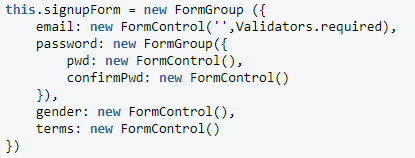 this.signupForm = new FormGroup ({
    email: new FormControl('',Validators.required),
    password: new FormGroup({
        pwd: new FormControl(),
        confirmPwd: new FormControl()
    }),
    gender: new FormControl(),
    terms: new FormControl()
})